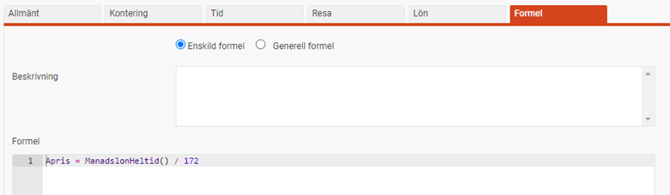 Allmänt Kontering Tid Resa Lön Formel
Enskild formel Generell formel
Beskrivning
Formel
1 Apris = ManadslonHeltid() / 172